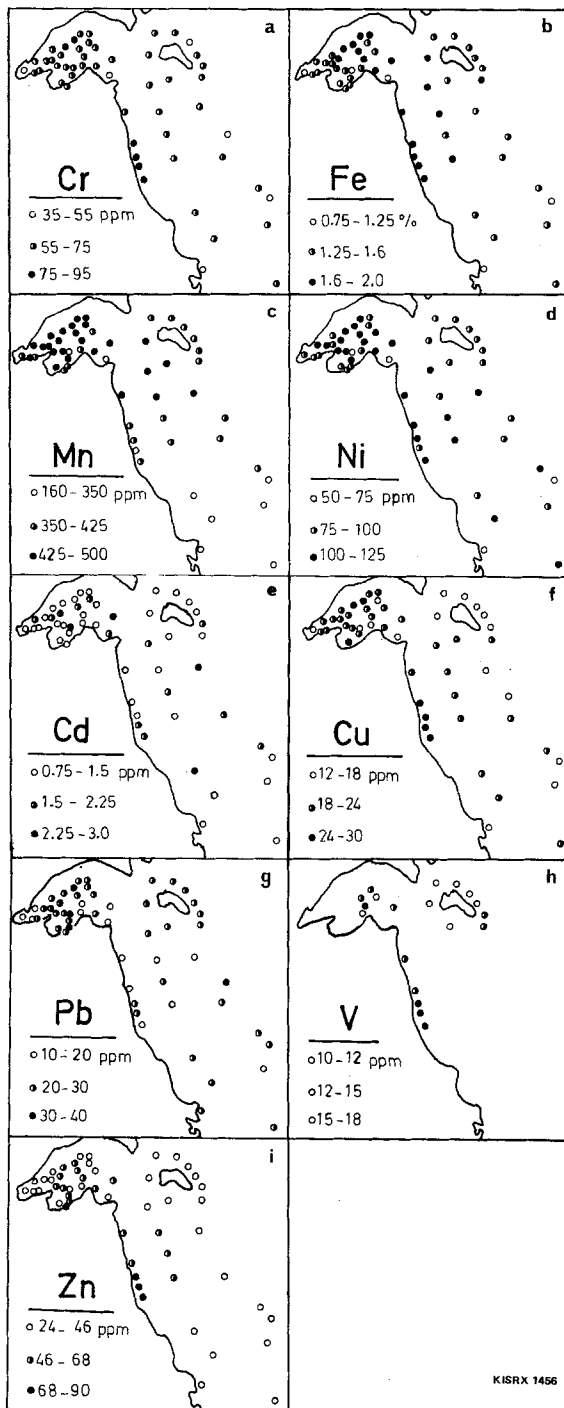 a
Cr
35-55 ppm
55-75
75-95
b
Fe
0.75-1.25 %
1.25-1.6
1.6-2.0
c
Mn
160-350 ppm
350-425
425-500
d
Ni
50-75 ppm
75-100
100-125
e
Cd
0.75-1.5 ppm
1.5-2.25
2.25-3.0
f
Cu
12-18 ppm
18-24
24-30
g
Pb
10-20 ppm
20-30
30-40
h
V
10-12 ppm
12-15
15-18
i
Zn
24-46 ppm
46-68
68-90
KISRX 1456